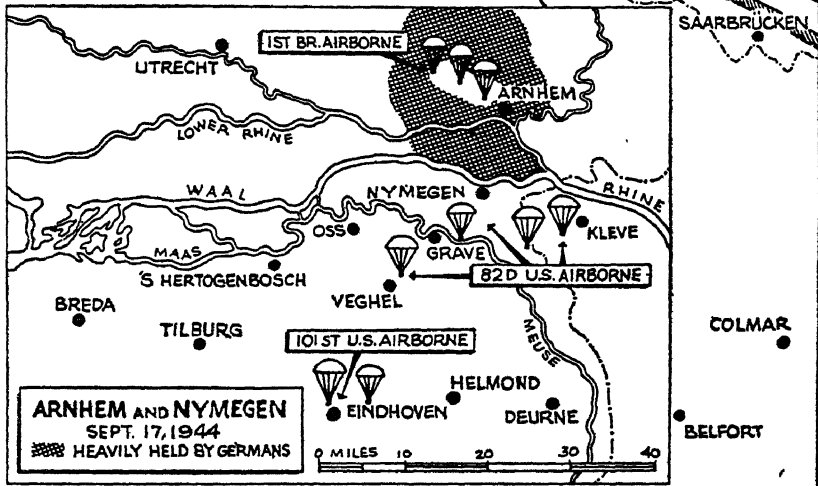 SAARBRÜCKEN
1ST BR. AIRBORNE
UTRECHT
ARNHEM
LOWER RHINE
WAAL
NYMEGEN
RHINE
OSS
GRAVE
KLEVE
MAAS
'S HERTOGENBOSCH
82D U.S. AIRBORNE
VEGHEL
BREDA
TILBURG
MEUSE
COLMAR
101ST U.S. AIRBORNE
HELMOND
EINDHOVEN
DEURNE
BELFORT
ARNHEM AND NYMEGEN
SEPT. 17, 1944
HEAVILY HELD BY GERMANS
0 MILES 10 20 30 40